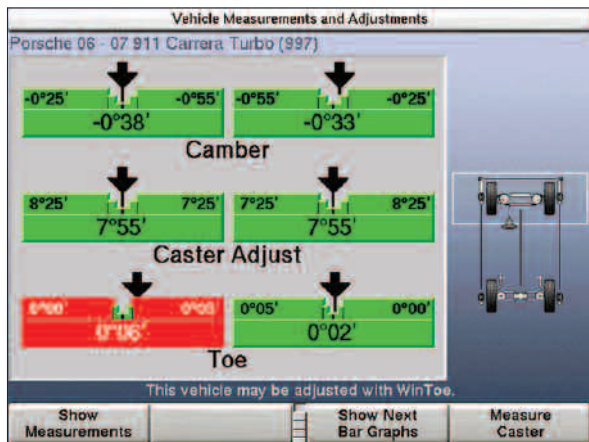 Vehicle Measurements and Adjustments
Porsche 06 - 07 911 Carrera Turbo (997)
-0°25' -0°55' -0°55' -0°25'
-0°38' -0°33'
Camber
8°25' 7°25' 7°25' 8°25'
7°55' 7°55'
Caster Adjust
0°00' 0°05' 0°05' 0°00'
0°06' 0°02'
Toe
This vehicle may be adjusted with WinToe.
Show Measurements Show Next Bar Graphs Measure Caster